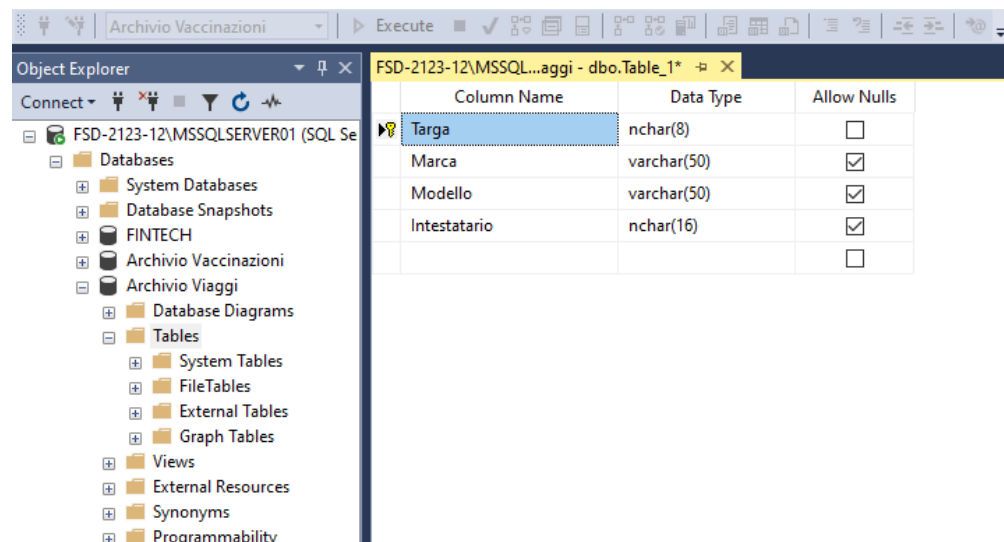 Archivio Vaccinazioni
Execute
Object Explorer
Connect
FSD-2123-12\MSSQLSERVER01 (SQL Se
Databases
System Databases
Database Snapshots
FINTECH
Archivio Vaccinazioni
Archivio Viaggi
Database Diagrams
Tables
System Tables
FileTables
External Tables
Graph Tables
Views
External Resources
Synonyms
Programmability
FSD-2123-12\MSSQL...aggi - dbo.Table_1*
Column Name Data Type Allow Nulls
Targa nchar(8)
Marca varchar(50)
Modello varchar(50)
Intestatario nchar(16)